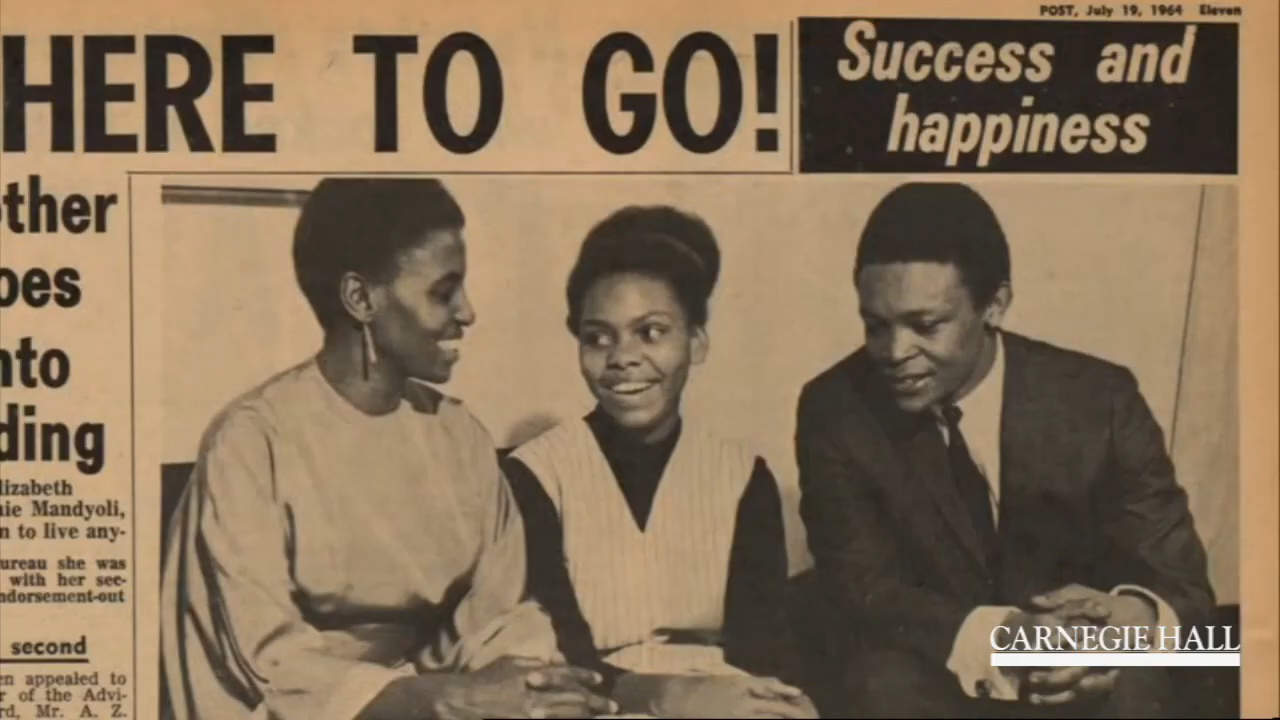 POST, July 19, 1964 Eleven
HERE TO GO!
Success and
happiness
other
oes
nto
ding
lizabeth
nie Mandyoli,
n to live any-
ureau she was
with her sec-
ndorsement-out
second
en appealed to
r of the Advi-
rd, Mr. A. Z.
CARNEGIE HALL